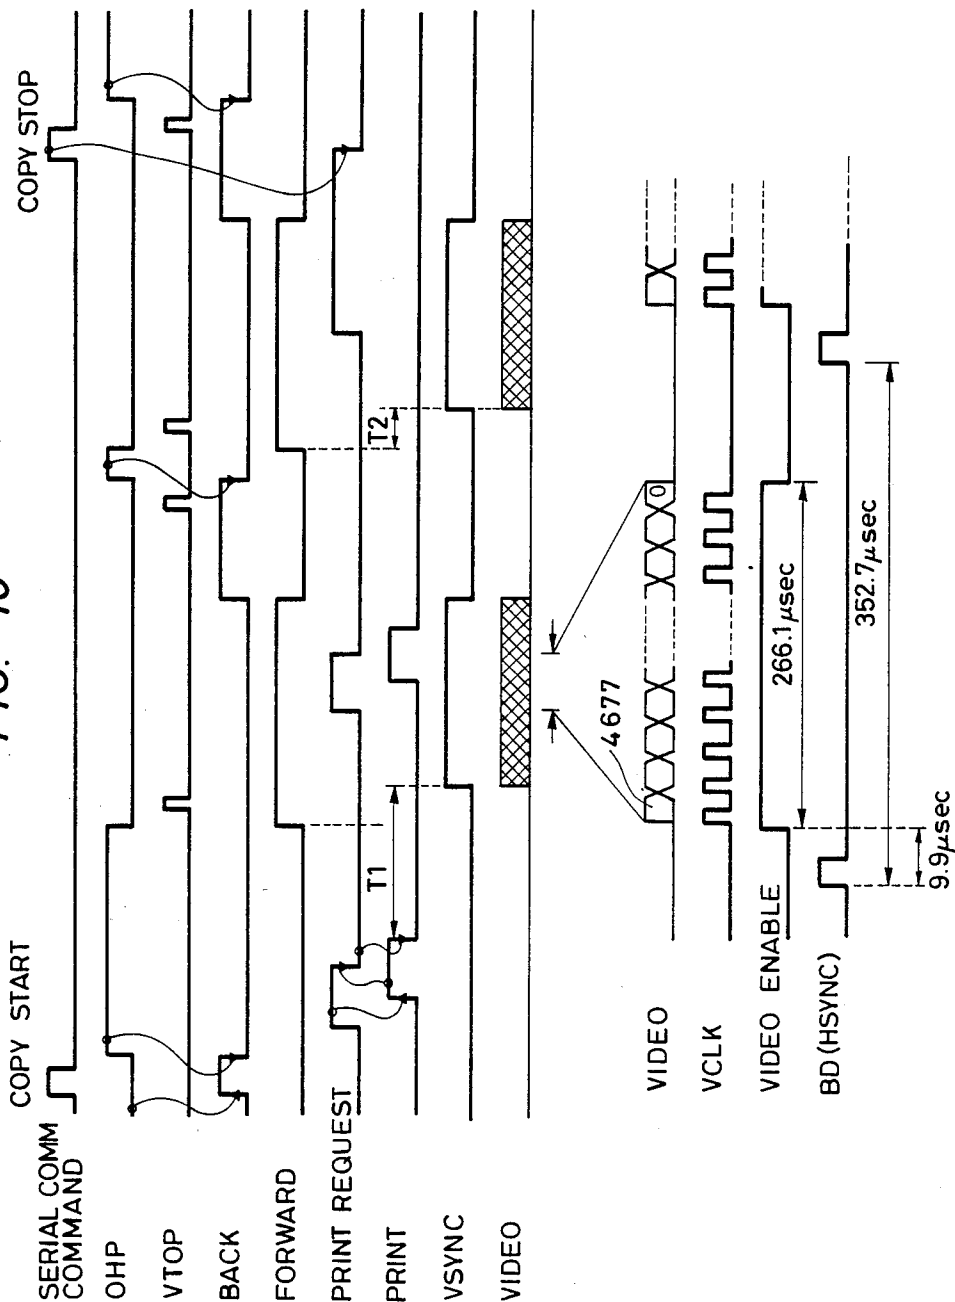 COPY START
COPY STOP
SERIAL COMM
COMMAND
OHP
VTOP
BACK
FORWARD
PRINT REQUEST
PRINT
VSYNC
VIDEO
T1
T2
4677
0
VIDEO
VCLK
VIDEO ENABLE
BD (HSYNC)
266.1μsec
352.7μsec
9.9μsec